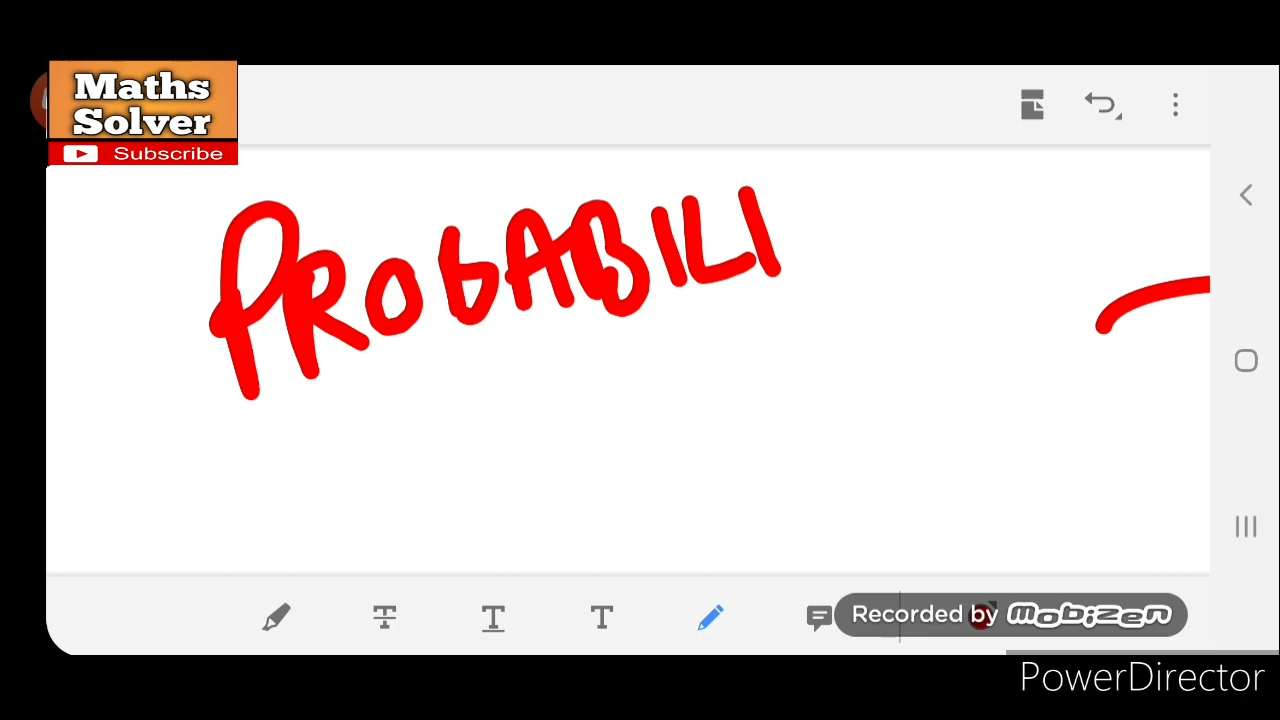 Maths
Solver
Subscribe
PROBABILI
T
T
T
Recorded by mobizen
PowerDirector